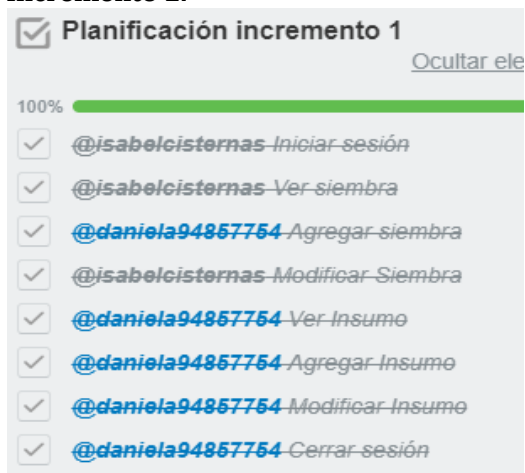 Planificación incremento 1
Ocultar ele
100%
@isabelcisternas Iniciar sesión
@isabelcisternas Ver siembra
@daniela94857754 Agregar siembra
@isabelcisternas Modificar Siembra
@daniela94857754 Ver Insumo
@daniela94857754 Agregar Insumo
@daniela94857754 Modificar Insumo
@daniela94857754 Cerrar sesión